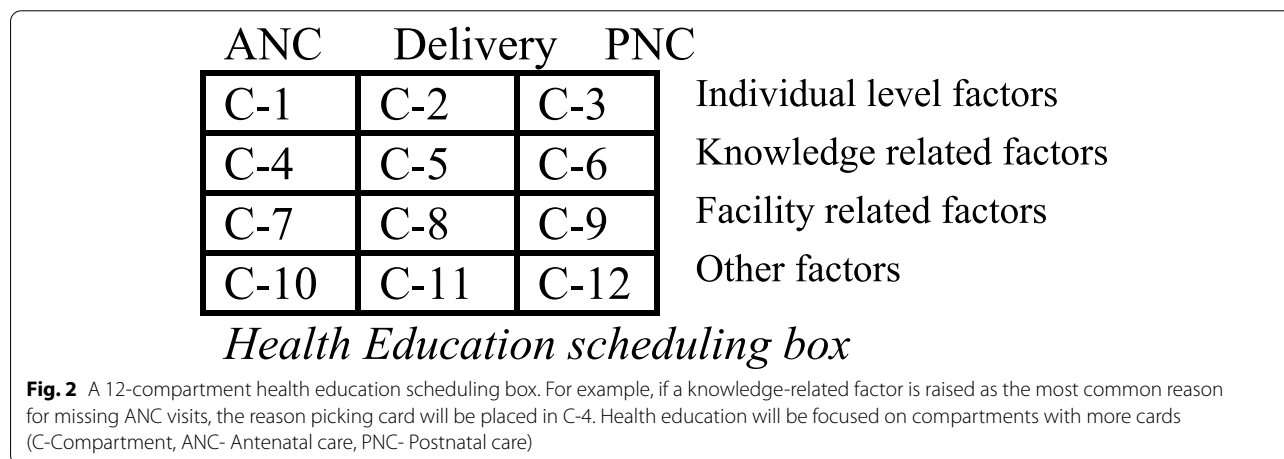 ANC Delivery PNC
C-1 C-2 C-3 Individual level factors
C-4 C-5 C-6 Knowledge related factors
C-7 C-8 C-9 Facility related factors
C-10 C-11 C-12 Other factors
Health Education scheduling box
Fig. 2 A 12-compartment health education scheduling box. For example, if a knowledge-related factor is raised as the most common reason
for missing ANC visits, the reason picking card will be placed in C-4. Health education will be focused on compartments with more cards
(C-Compartment, ANC- Antenatal care, PNC- Postnatal care)